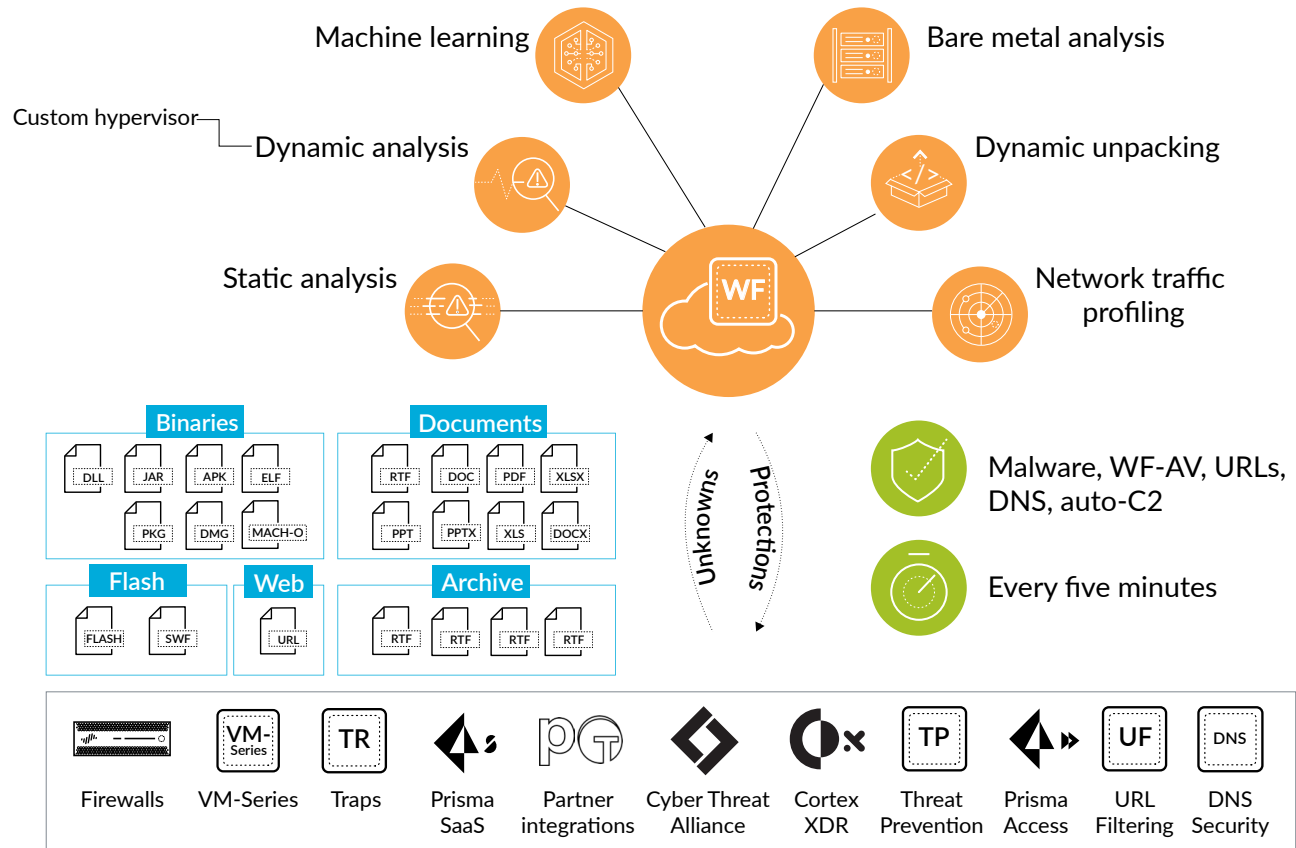 Machine learning
Bare metal analysis
Custom hypervisor
Dynamic analysis
Dynamic unpacking
Static analysis
WF
Network traffic
profiling
Binaries
DLL
JAR
APK
ELF
PKG
DMG
MACH-O
Documents
RTF
DOC
PDF
XLSX
PPT
PPTX
XLS
DOCX
Unknowns
Protections
Malware, WF-AV, URLs,
DNS, auto-C2
Flash
FLASH
SWF
Web
URL
Archive
RTF
RTF
RTF
RTF
Every five minutes
Firewalls
VM-
Series
VM-Series
TR
Traps
s
Prisma
SaaS
PT
Partner
integrations
Cyber Threat
Alliance
x
Cortex
XDR
TP
Threat
Prevention
Prisma
Access
UF
URL
Filtering
DNS
DNS
Security